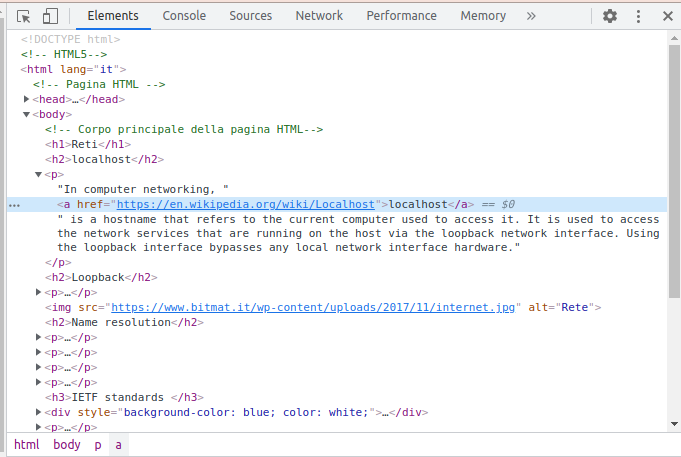 Elements Console Sources Network Performance Memory »
<!DOCTYPE html>
<!-- HTML5-->
<html lang="it">
<!-- Pagina HTML -->
<head>…</head>
<body>
<!-- Corpo principale della pagina HTML-->
<h1>Reti</h1>
<h2>localhost</h2>
<p>
"In computer networking, "
<a href="https://en.wikipedia.org/wiki/Localhost">localhost</a> == $0
" is a hostname that refers to the current computer used to access it. It is used to access
the network services that are running on the host via the loopback network interface. Using
the loopback interface bypasses any local network interface hardware."
</p>
<h2>Loopback</h2>
<p>…</p>
<img src="https://www.bitmat.it/wp-content/uploads/2017/11/internet.jpg" alt="Rete">
<h2>Name resolution</h2>
<p>…</p>
<p>…</p>
<p>…</p>
<p>…</p>
<h3>IETF standards </h3>
<div style="background-color: blue; color: white;">…</div>
<p>…</p>
html body p a